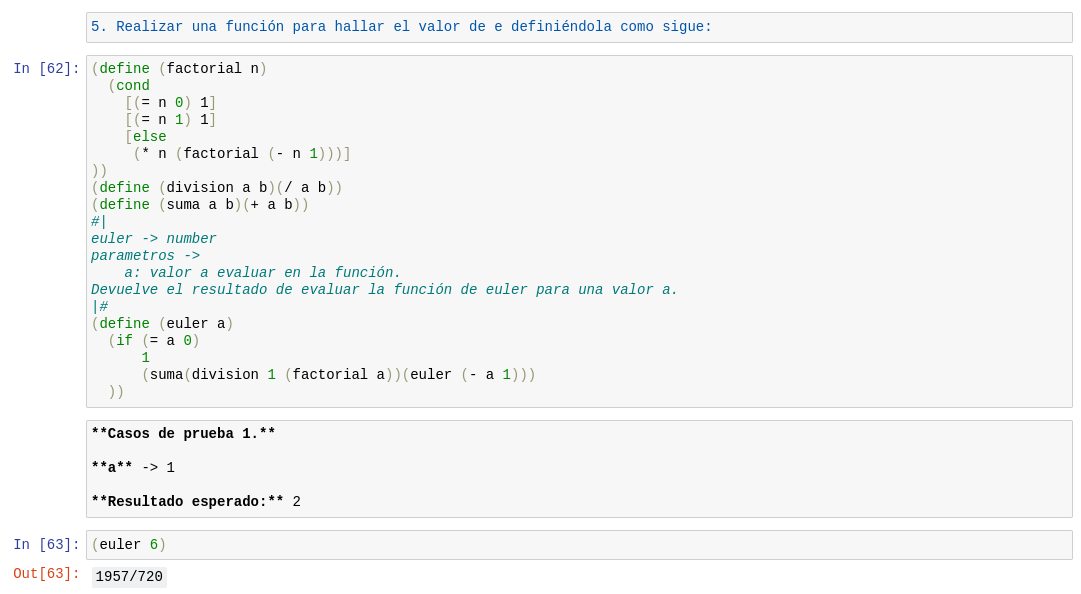 5. Realizar una función para hallar el valor de e definiéndola como sigue:
In [62]: (define (factorial n)
  (cond
    [(= n 0) 1]
    [(= n 1) 1]
    [else
     (* n (factorial (- n 1)))]
))
(define (division a b)(/ a b))
(define (suma a b)(+ a b))
#|
euler -> number
parametros ->
    a: valor a evaluar en la función.
Devuelve el resultado de evaluar la función de euler para una valor a.
|#
(define (euler a)
  (if (= a 0)
      1
      (suma(division 1 (factorial a))(euler (- a 1)))
  ))
**Casos de prueba 1.**
**a** -> 1
**Resultado esperado:** 2
In [63]: (euler 6)
Out[63]: 1957/720